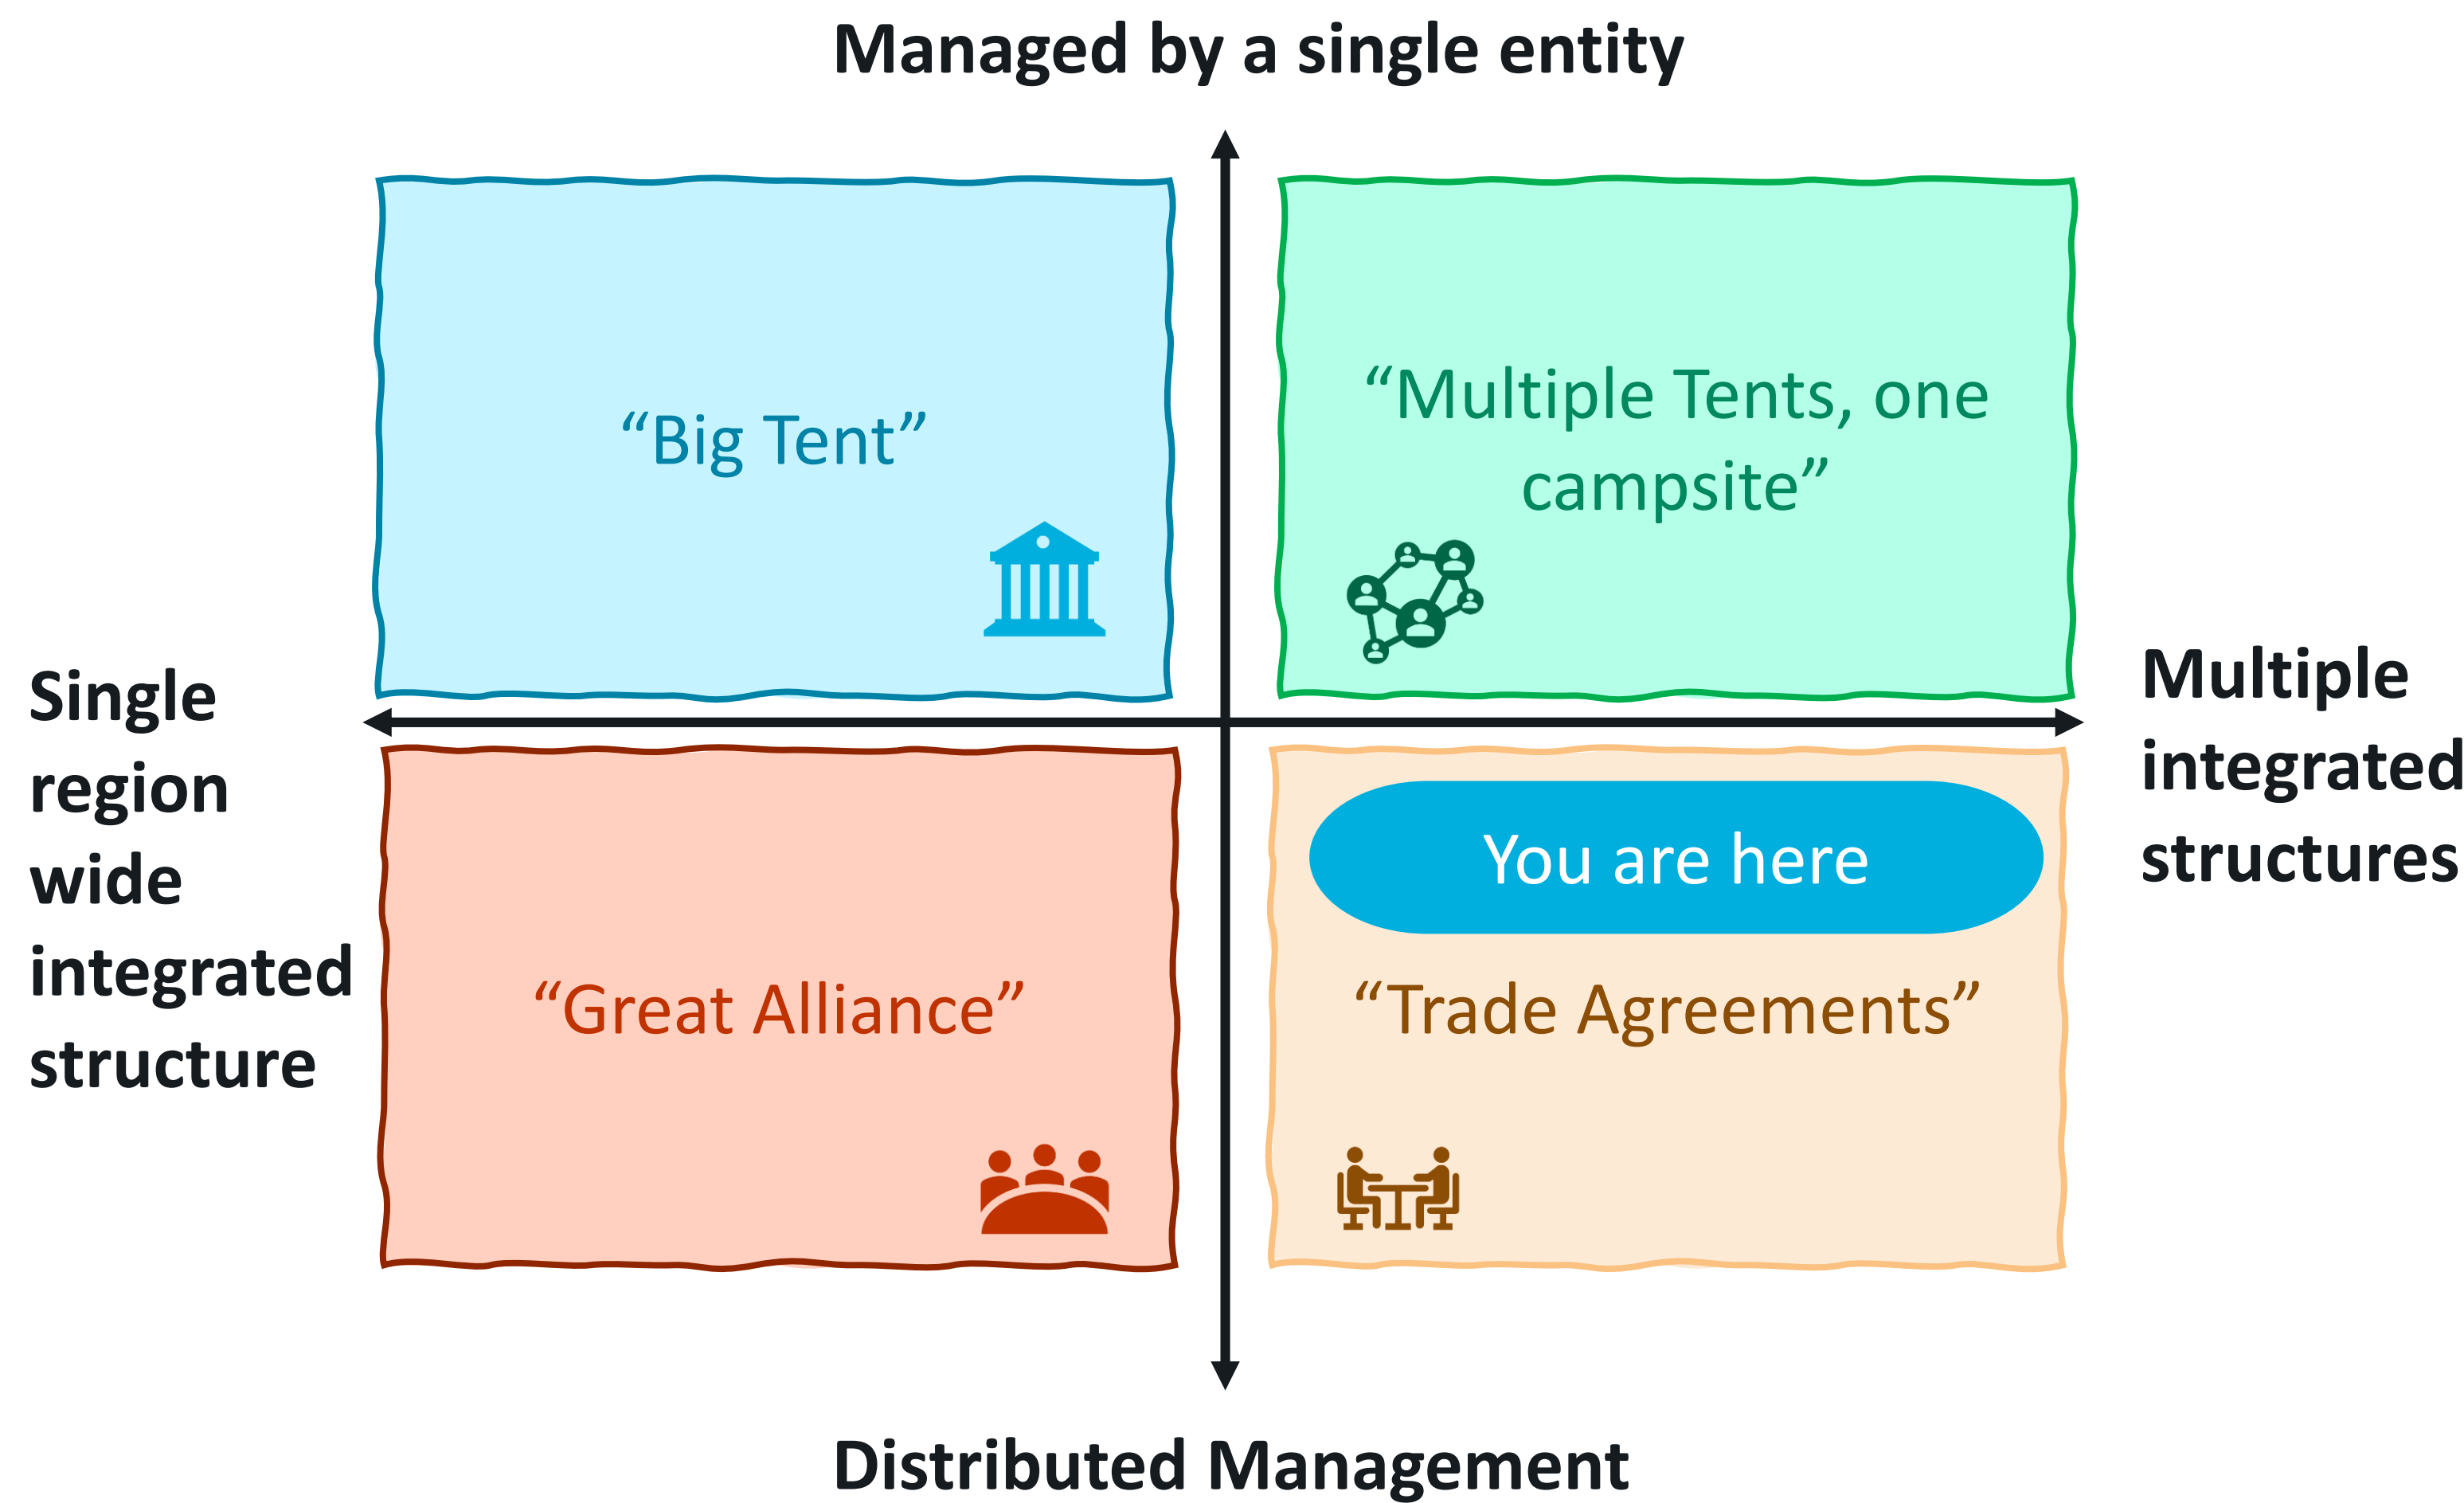 Managed by a single entity
“Big Tent”
“Multiple Tents, one
campsite”
Single
region
wide
integrated
structure
Multiple
integrated
structures
You are here
“Great Alliance”
“Trade Agreements”
Distributed Management